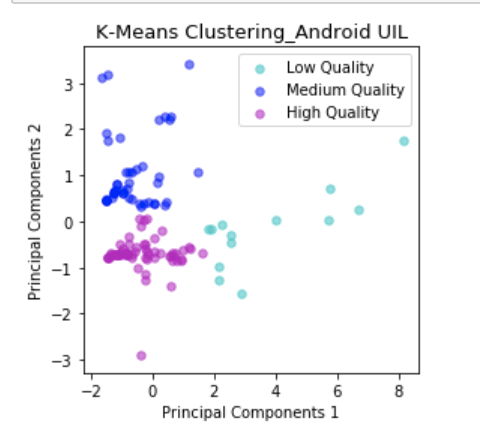 K-Means Clustering_Android UIL
Low Quality
Medium Quality
High Quality
3
2
1
0
−1
−2
−3
Principal Components 2
−2
0
2
4
6
8
Principal Components 1